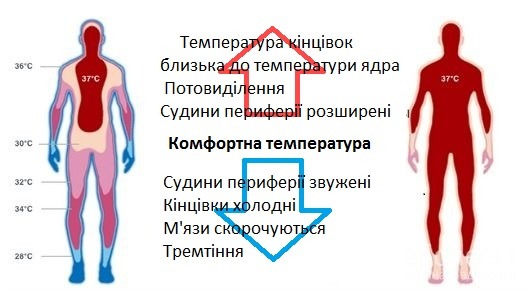 Температура кінцівок
близька до температури ядра
Потовиділення
Судини периферії розширені
Комфортна температура
Судини периферії звужені
Кінцівки холодні
М'язи скорочуються
Тремтіння
36°C
37°C
30°C
32°C
34°C
28°C
37°C